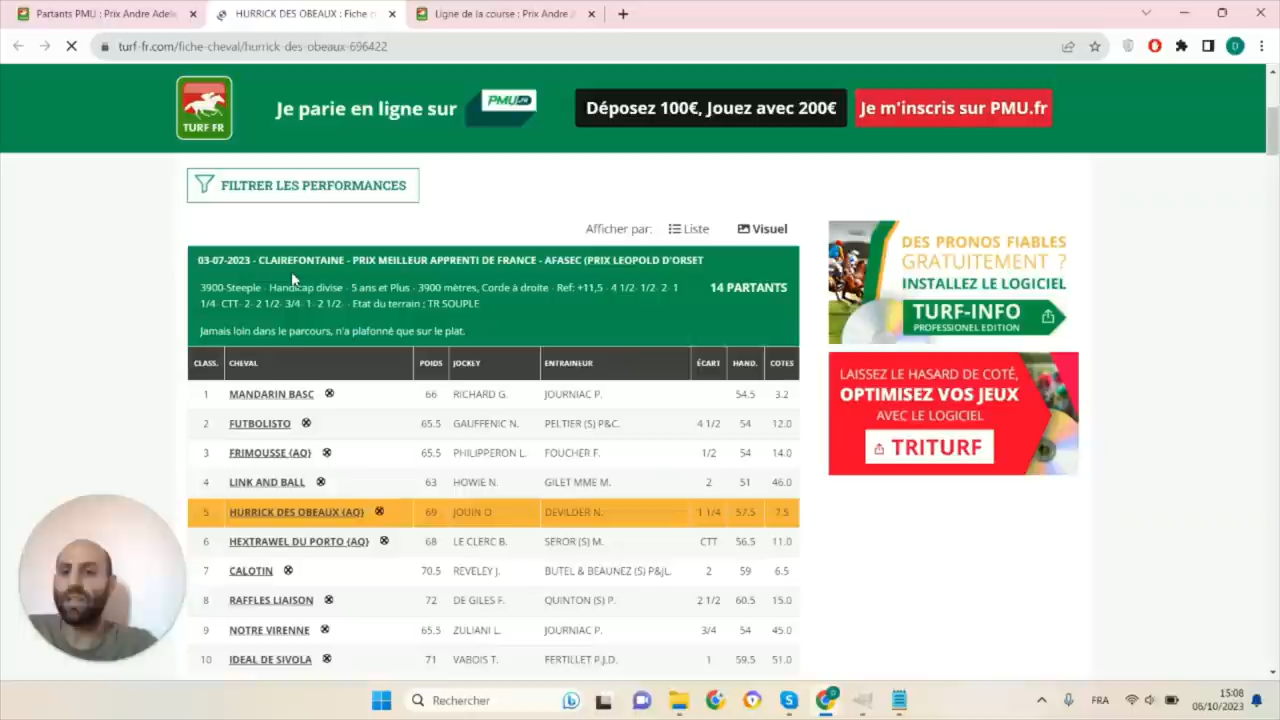 Partants PMU : Prix Andre Adele
HURRICK DES OBEAUX : Fiche c
Ligne de la course : Prix Andre A
turf-fr.com/fiche-cheval/hurrick-des-obeaux-696422
D
TURF FR
Je parie en ligne sur
PMU.fr
Déposez 100€, Jouez avec 200€
Je m'inscris sur PMU.fr
FILTRER LES PERFORMANCES
Afficher par: Liste Visuel
03-07-2023 - CLAIREFONTAINE - PRIX MEILLEUR APPRENTI DE FRANCE - AFASEC (PRIX LEOPOLD D'ORSET
3900-Steeple - Handicap divise - 5 ans et Plus - 3900 mètres, Corde à droite - Ref: +11,5 - 4 1/2- 1/2- 2- 1
1/4- CTT- 2- 2 1/2- 3/4- 1- 2 1/2- - Etat du terrain : TR SOUPLE
14 PARTANTS
Jamais loin dans le parcours, n'a plafonné que sur le plat.
CLASS. CHEVAL POIDS JOCKEY ENTRAINEUR ÉCART HAND. COTES
1 MANDARIN BASC 66 RICHARD G. JOURNIAC P. 54.5 3.2
2 FUTBOLISTO 65.5 GAUFFENIC N. PELTIER (S) P&C. 4 1/2 54 12.0
3 FRIMOUSSE {AQ} 65.5 PHILIPPERON L. FOUCHER F. 1/2 54 14.0
4 LINK AND BALL 63 HOWIE N. GILET MME M. 2 51 46.0
5 HURRICK DES OBEAUX {AQ} 69 JOUIN O. DEVILDER N. 1 1/4 57.5 7.5
6 HEXTRAWEL DU PORTO {AQ} 68 LE CLERC B. SEROR (S) M. CTT 56.5 11.0
7 CALOTIN 70.5 REVELEY J. BUTEL & BEAUNEZ (S) P&JL. 2 59 6.5
8 RAFFLES LIAISON 72 DE GILES F. QUINTON (S) P. 2 1/2 60.5 15.0
9 NOTRE VIRENNE 65.5 ZULIANI L. JOURNIAC P. 3/4 54 45.0
10 IDEAL DE SIVOLA 71 VABOIS T. FERTILLET P.J.D. 1 59.5 51.0
DES PRONOS FIABLES
GRATUITEMENT ?
INSTALLEZ LE LOGICIEL
TURF-INFO
PROFESSIONEL EDITION
LAISSEZ LE HASARD DE COTÉ,
OPTIMISEZ VOS JEUX
AVEC LE LOGICIEL
TRITURF
Rechercher
FRA
15:08
06/10/2023